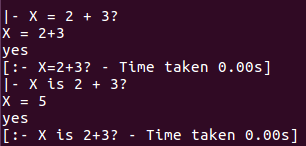 |- X = 2 + 3?
X = 2+3
yes
[:- X=2+3? - Time taken 0.00s]
|- X is 2 + 3?
X = 5
yes
[:- X is 2+3? - Time taken 0.00s]